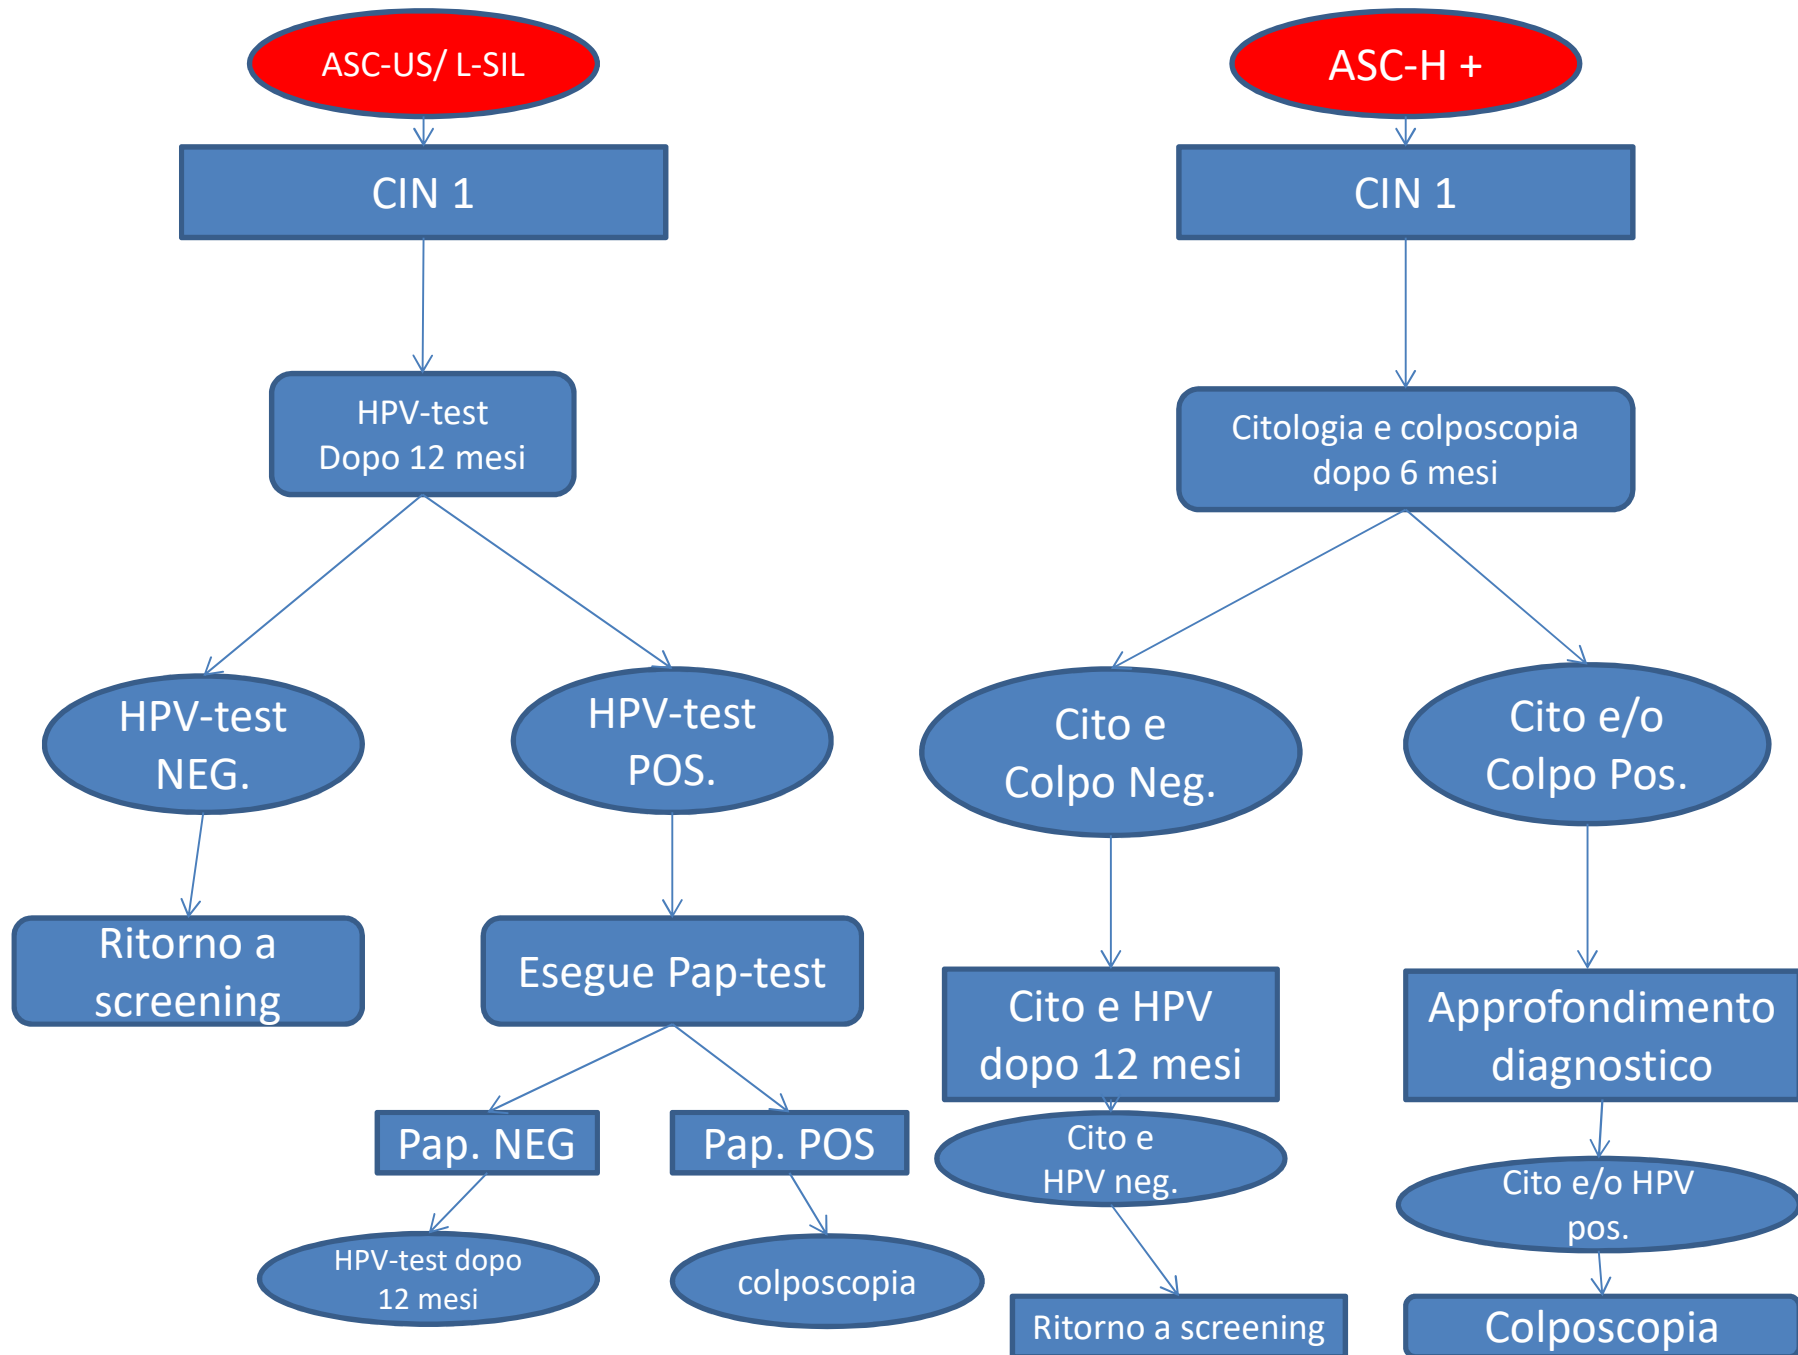 ASC-US/ L-SIL
ASC-H +
CIN 1
CIN 1
HPV-test
Dopo 12 mesi
Citologia e colposcopia
dopo 6 mesi
HPV-test
NEG.
HPV-test
POS.
Cito e
Colpo Neg.
Cito e/o
Colpo Pos.
Ritorno a
screening
Esegue Pap-test
Cito e HPV
dopo 12 mesi
Approfondimento
diagnostico
Pap. NEG
Pap. POS
Cito e
HPV neg.
Cito e/o HPV
pos.
HPV-test dopo
12 mesi
colposcopia
Ritorno a screening
Colposcopia